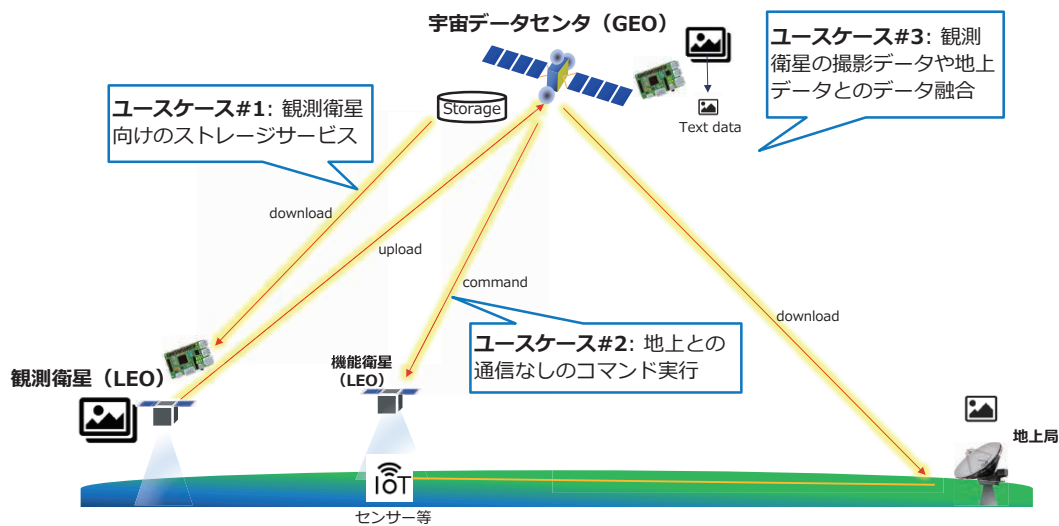 宇宙データセンタ（GEO）
ユースケース#3: 観測
衛星の撮影データや地上
データとのデータ融合
ユースケース#1: 観測衛星
向けのストレージサービス
Storage
Text data
download
upload
command
download
ユースケース#2: 地上との
通信なしのコマンド実行
機能衛星
（LEO）
観測衛星（LEO）
地上局
IoT
センサー等